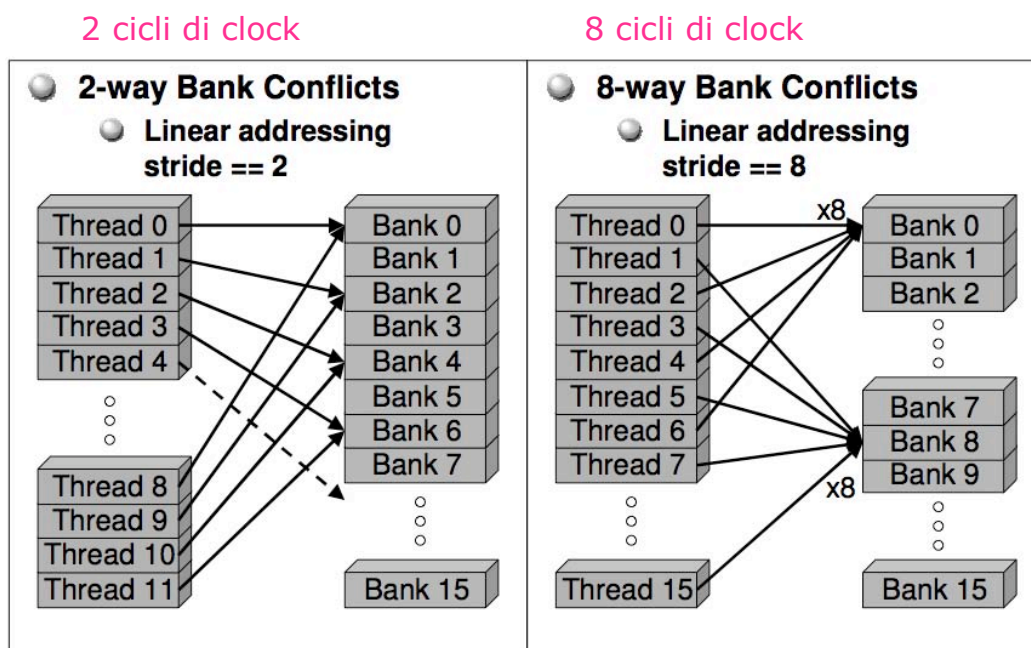 2 cicli di clock
2-way Bank Conflicts
Linear addressing
stride == 2
Thread 0
Thread 1
Thread 2
Thread 3
Thread 4
Thread 8
Thread 9
Thread 10
Thread 11
Bank 0
Bank 1
Bank 2
Bank 3
Bank 4
Bank 5
Bank 6
Bank 7
Bank 15
8 cicli di clock
8-way Bank Conflicts
Linear addressing
stride == 8
Thread 0
Thread 1
Thread 2
Thread 3
Thread 4
Thread 5
Thread 6
Thread 7
Thread 15
x8
x8
Bank 0
Bank 1
Bank 2
Bank 7
Bank 8
Bank 9
Bank 15